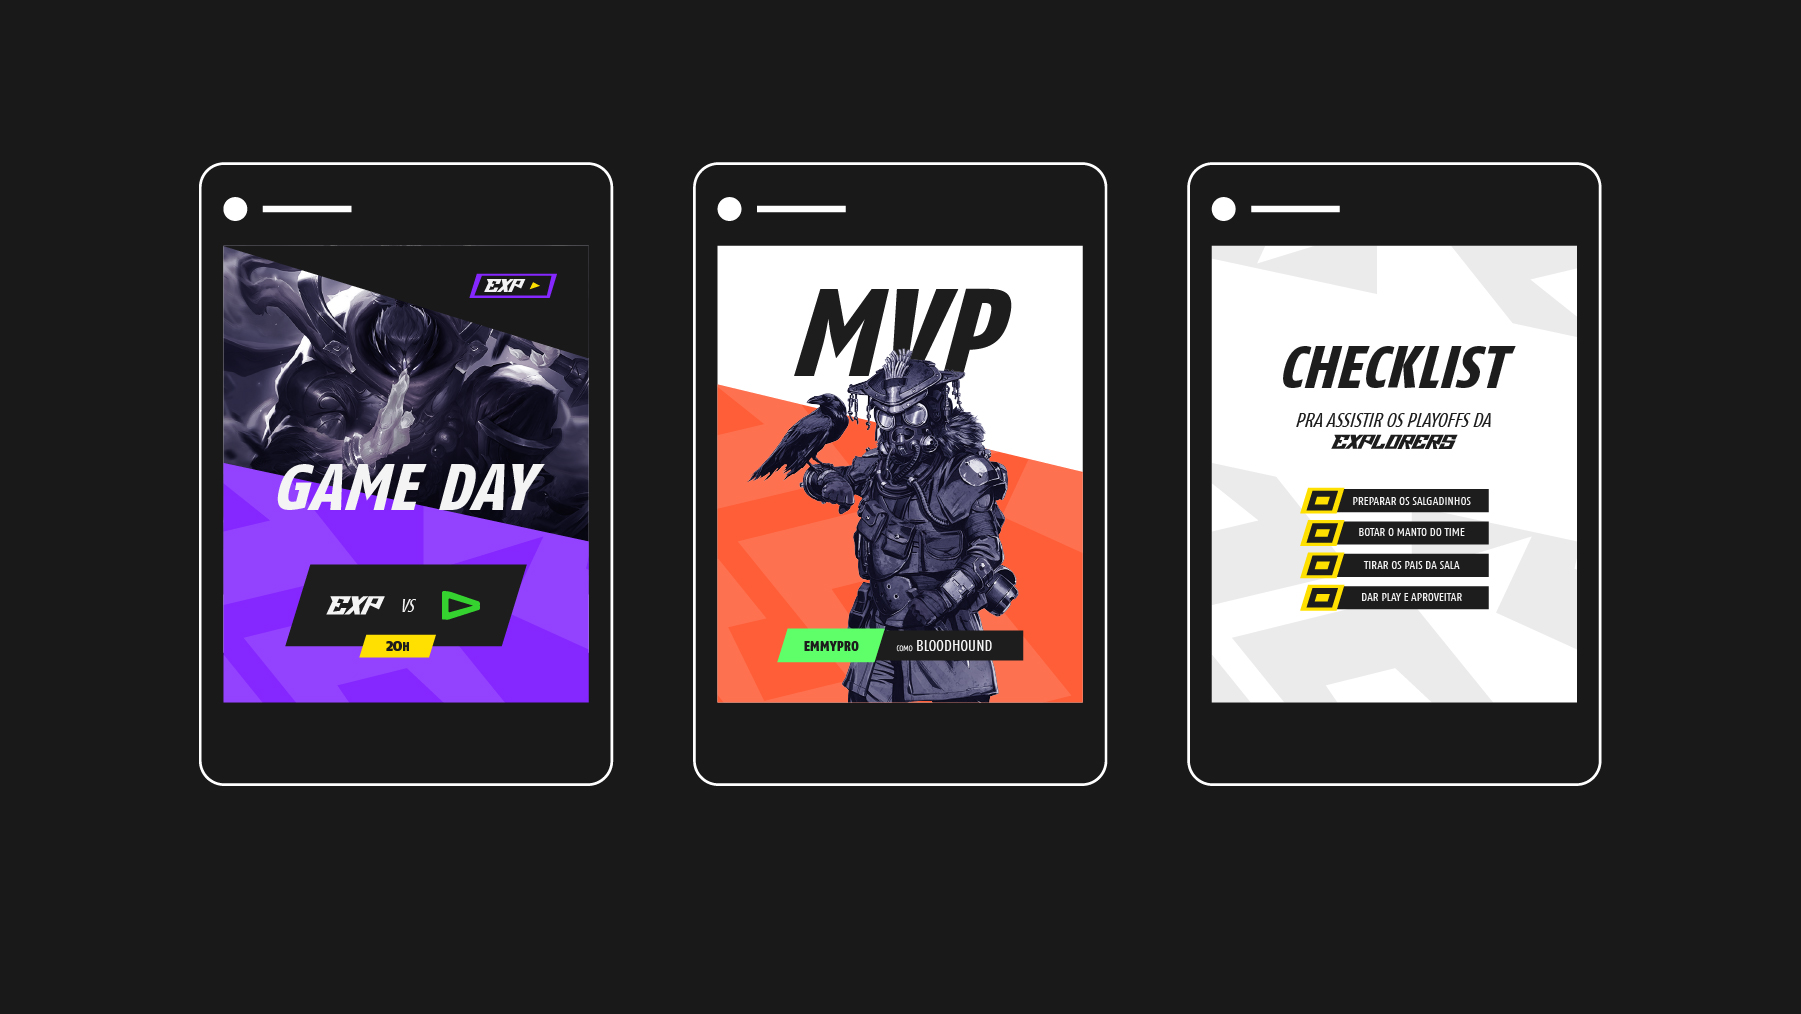 EXP
GAME DAY
EXP VS
20H
MVP
EMMYPRO COMO BLOODHOUND
CHECKLIST
PRA ASSISTIR OS PLAYOFFS DA
EXPLORERS
PREPARAR OS SALGADINHOS
BOTAR O MANTO DO TIME
TIRAR OS PAIS DA SALA
DAR PLAY E APROVEITAR